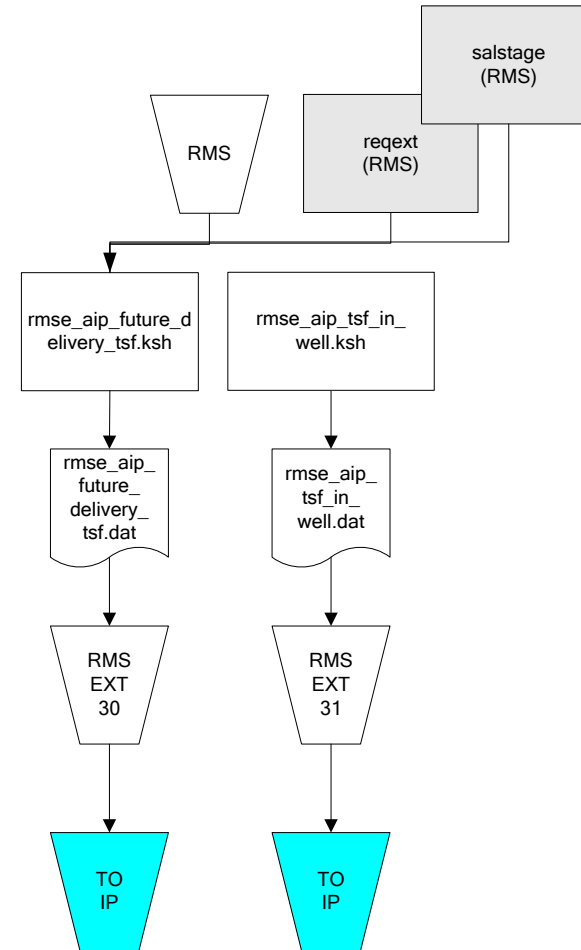 salstage
(RMS)
reqext
(RMS)
RMS
rmse_aip_future_d
elivery_tsf.ksh
rmse_aip_tsf_in_
well.ksh
rmse_aip_
future_
delivery_
tsf.dat
rmse_aip_
tsf_in_
well.dat
RMS
EXT
30
RMS
EXT
31
TO
IP
TO
IP